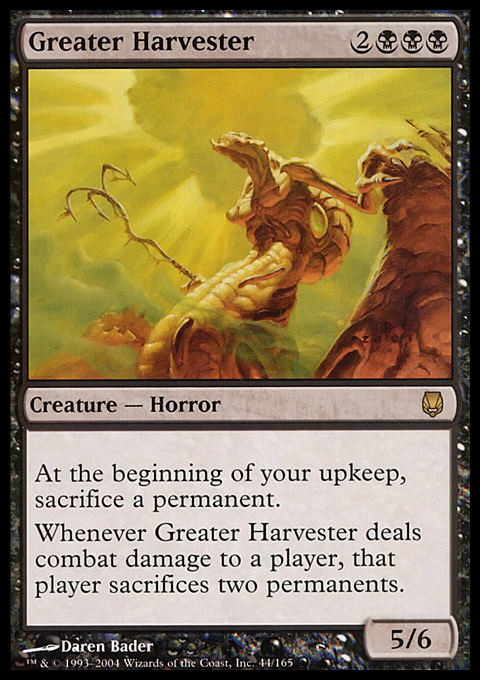 Greater Harvester 2
Creature — Horror
At the beginning of your upkeep,
sacrifice a permanent.
Whenever Greater Harvester deals
combat damage to a player, that
player sacrifices two permanents.
Daren Bader
5/6
™ & © 1993–2004 Wizards of the Coast, Inc. 44/165